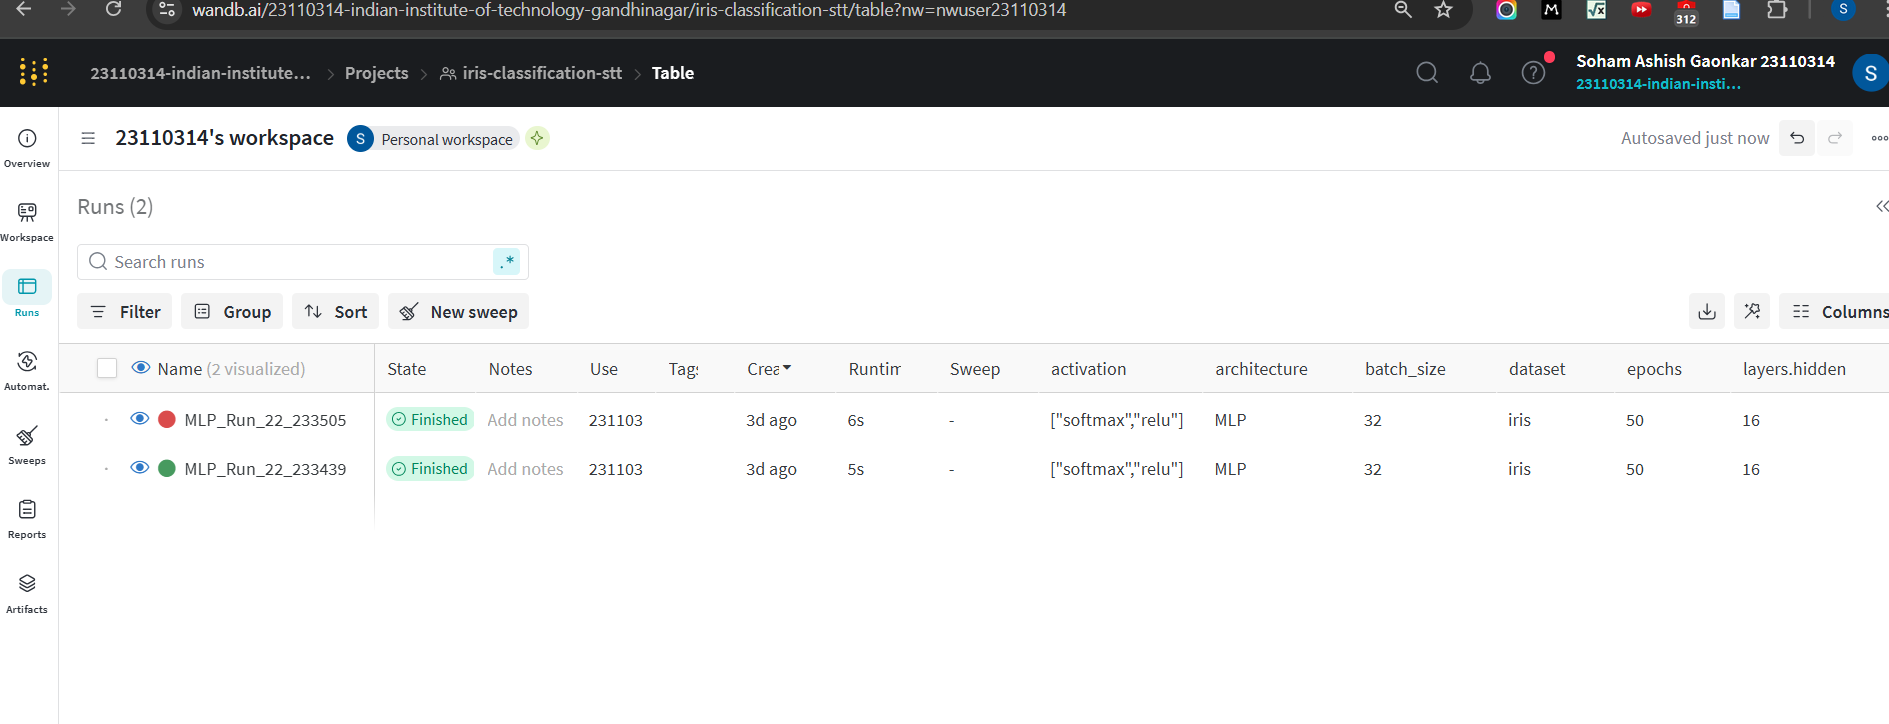 wandb.ai/23110314-indian-institute-of-technology-gandhinagar/iris-classification-stt/table?nw=nwuser23110314
M
√x
312
S
23110314-indian-institute... > Projects > iris-classification-stt > Table
Soham Ashish Gaonkar 23110314
23110314-indian-insti...
S
Overview
Workspace
Runs
Automat.
Sweeps
Reports
Artifacts
23110314's workspace S Personal workspace
Autosaved just now
Runs (2)
Search runs .*
Filter Group Sort New sweep
Columns
Name (2 visualized) State Notes Use Tags Crea Runtin Sweep activation architecture batch_size dataset epochs layers.hidden
MLP_Run_22_233505 Finished Add notes 231103 3d ago 6s - ["softmax","relu"] MLP 32 iris 50 16
MLP_Run_22_233439 Finished Add notes 231103 3d ago 5s - ["softmax","relu"] MLP 32 iris 50 16